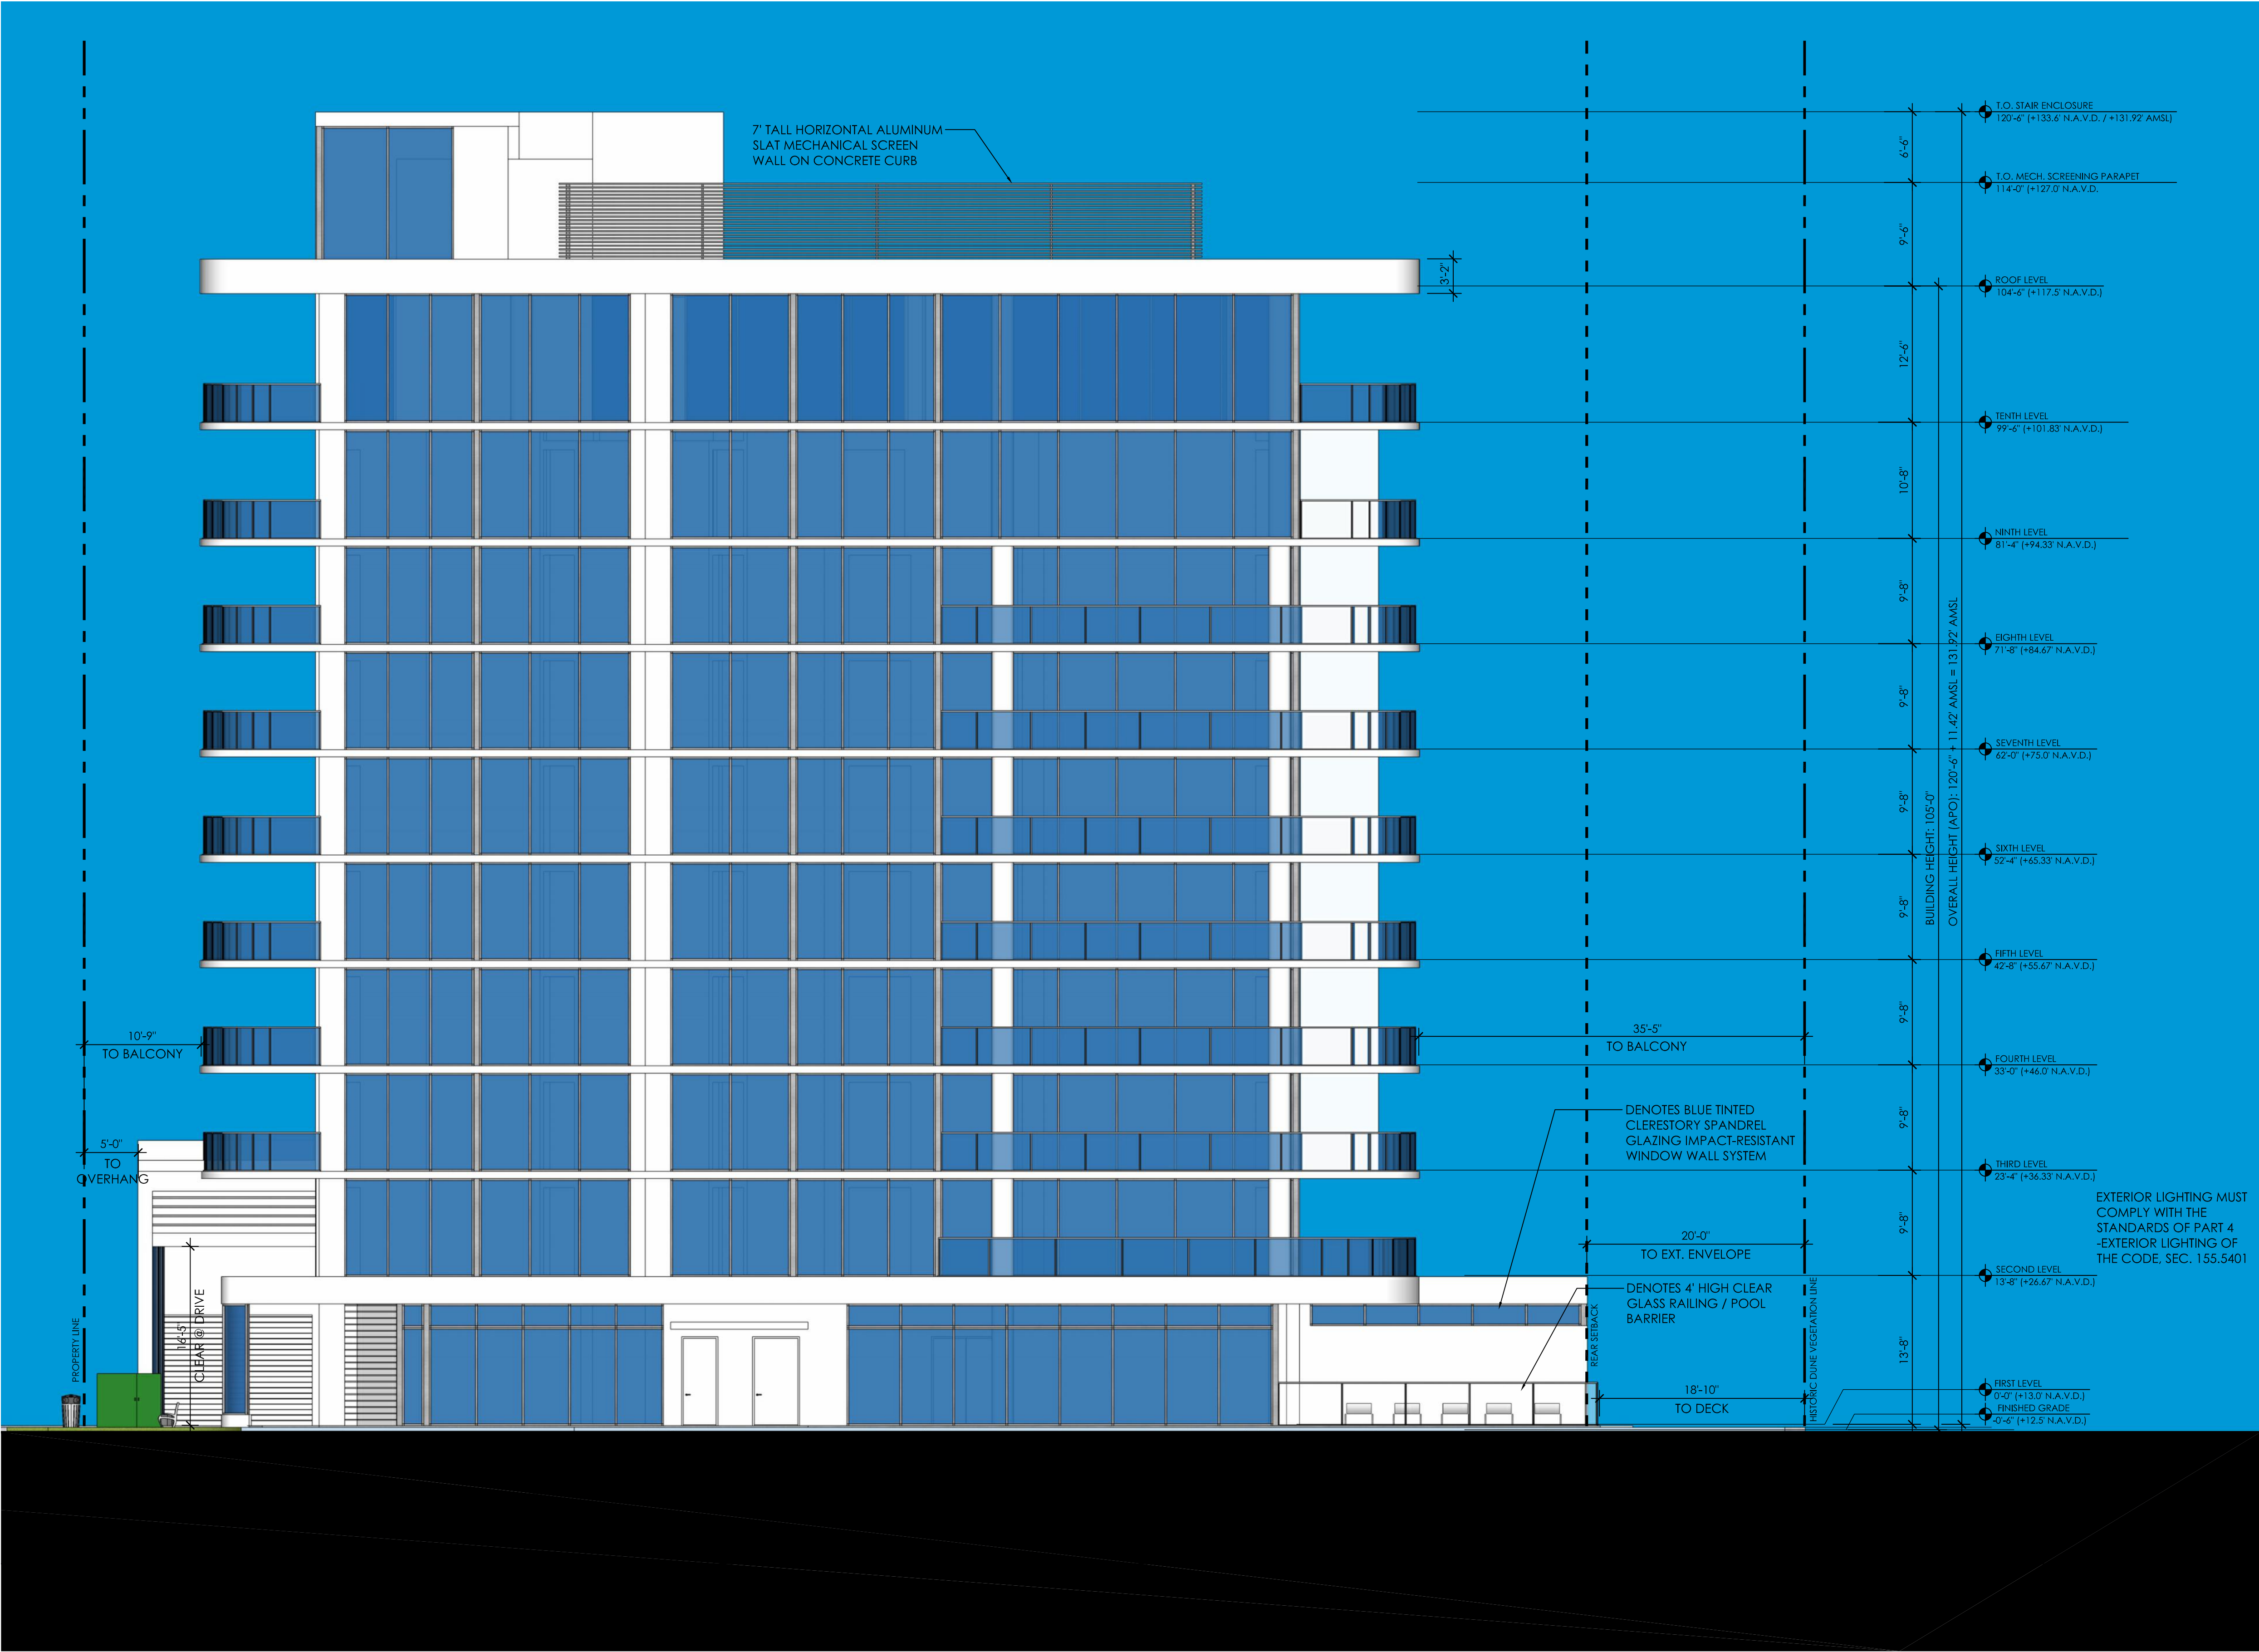 7' TALL HORIZONTAL ALUMINUM
SLAT MECHANICAL SCREEN
WALL ON CONCRETE CURB
T.O. STAIR ENCLOSURE
120'-6" (+133.6' N.A.V.D. / +131.92' AMSL)
6'-6"
T.O. MECH. SCREENING PARAPET
114'-0" (+127.0' N.A.V.D.
9'-6"
3'-2"
ROOF LEVEL
104'-6" (+117.5' N.A.V.D.)
12'-6"
TENTH LEVEL
99'-6" (+101.83' N.A.V.D.)
10'-8"
NINTH LEVEL
81'-4" (+94.33' N.A.V.D.)
9'-8"
EIGHTH LEVEL
71'-8" (+84.67' N.A.V.D.)
9'-8"
SEVENTH LEVEL
62'-0" (+75.0' N.A.V.D.)
9'-8"
SIXTH LEVEL
52'-4" (+65.33' N.A.V.D.)
9'-8"
BUILDING HEIGHT: 105'-0"
OVERALL HEIGHT (APO): 120'-6" + 11.42' AMSL = 131.92' AMSL
FIFTH LEVEL
42'-8" (+55.67' N.A.V.D.)
9'-8"
10'-9"
TO BALCONY
35'-5"
TO BALCONY
FOURTH LEVEL
33'-0" (+46.0' N.A.V.D.)
9'-8"
5'-0"
TO
OVERHANG
DENOTES BLUE TINTED
CLERESTORY SPANDREL
GLAZING IMPACT-RESISTANT
WINDOW WALL SYSTEM
THIRD LEVEL
23'-4" (+36.33' N.A.V.D.)
9'-8"
EXTERIOR LIGHTING MUST
COMPLY WITH THE
STANDARDS OF PART 4
-EXTERIOR LIGHTING OF
THE CODE, SEC. 155.5401
20'-0"
TO EXT. ENVELOPE
SECOND LEVEL
13'-8" (+26.67' N.A.V.D.)
DENOTES 4' HIGH CLEAR
GLASS RAILING / POOL
BARRIER
PROPERTY LINE
16'-5"
CLEAR @ DRIVE
REAR SETBACK
HISTORIC DUNE VEGETATION LINE
13'-8"
18'-10"
TO DECK
FIRST LEVEL
0'-0" (+13.0' N.A.V.D.)
FINISHED GRADE
-0'-6" (+12.5' N.A.V.D.)